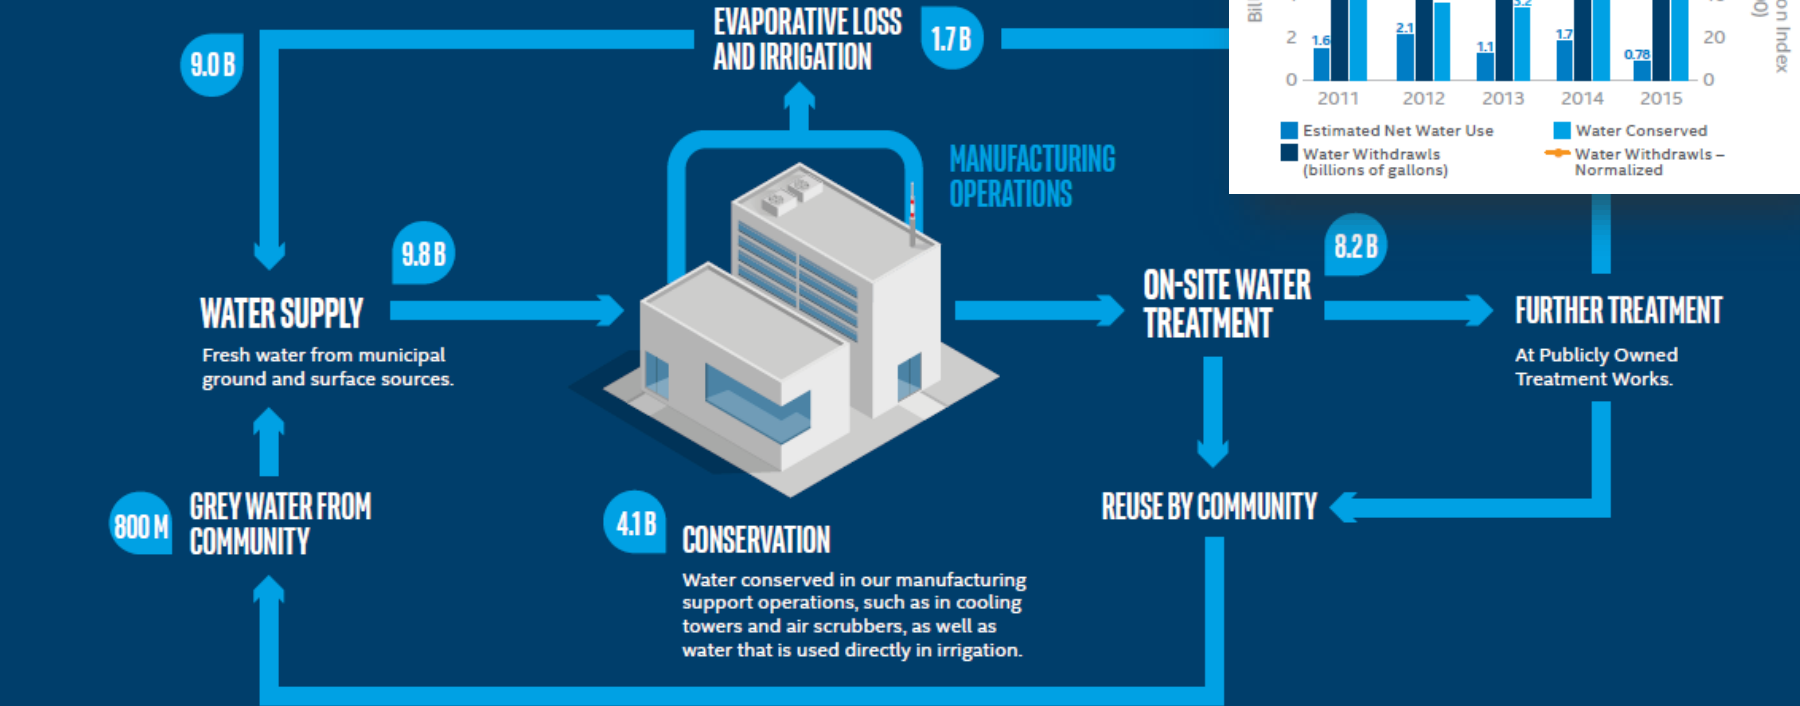 EVAPORATIVE LOSS
AND IRRIGATION
1.7 B
9.0 B
MANUFACTURING
OPERATIONS
9.8 B
WATER SUPPLY
Fresh water from municipal
ground and surface sources.
ON-SITE WATER
TREATMENT
8.2 B
FURTHER TREATMENT
At Publicly Owned
Treatment Works.
800 M
GREY WATER FROM
COMMUNITY
4.1 B
CONSERVATION
Water conserved in our manufacturing
support operations, such as in cooling
towers and air scrubbers, as well as
water that is used directly in irrigation.
REUSE BY COMMUNITY
2
0
1.6
2.1
1.1
3.2
1.7
0.78
20
0
on Index
2011 2012 2013 2014 2015
Estimated Net Water Use
Water Withdrawls
(billions of gallons)
Water Conserved
Water Withdrawls –
Normalized